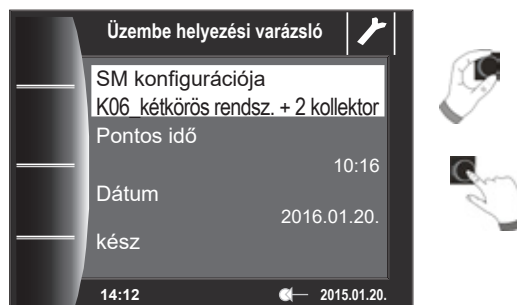 Üzembe helyezési varázsló
SM konfigurációja
K06_kétkörös rendsz. + 2 kollektor
Pontos idő
10:16
Dátum
2016.01.20.
kész
14:12 2015.01.20.